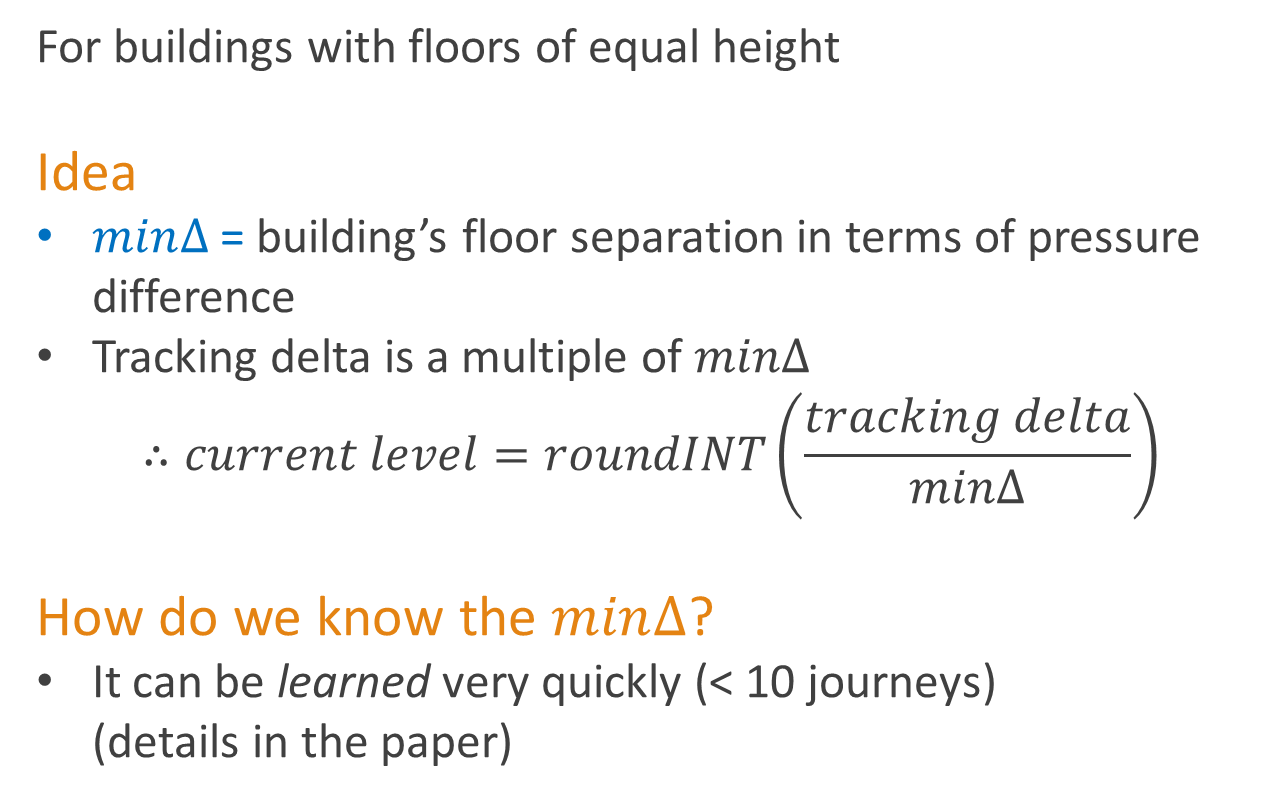 For buildings with floors of equal height
Idea
• minΔ = building’s floor separation in terms of pressure
difference
• Tracking delta is a multiple of minΔ
∴ current level = roundINT(tracking delta / minΔ)
How do we know the minΔ?
• It can be learned very quickly (< 10 journeys)
(details in the paper)